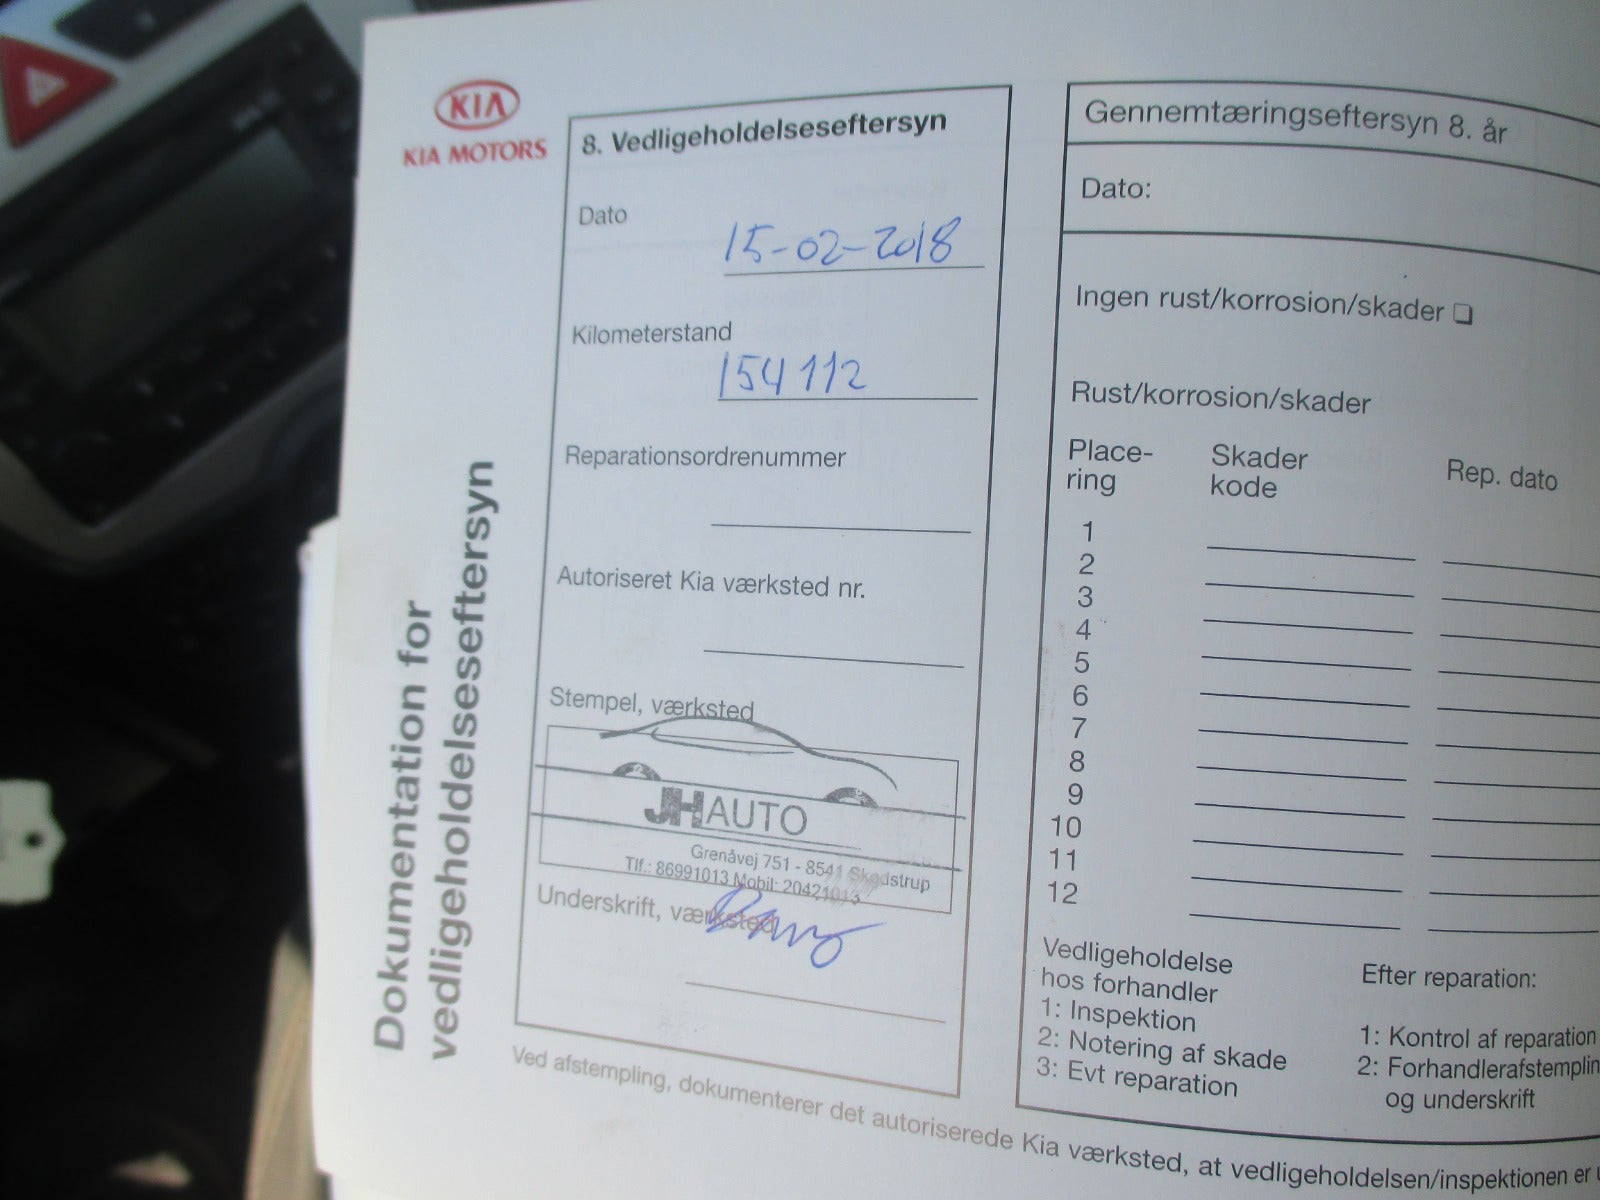 KIA
KIA MOTORS
Dokumentation for
vedligeholdelseseftersyn
8. Vedligeholdelseseftersyn
Dato
15-02-2018
Kilometerstand
154112
Reparationsordrenummer
Autoriseret Kia værksted nr.
Stempel, værksted
JH AUTO
Grenåvej 751 - 8541 Skødstrup
Tlf.: 86991013 Mobil: 20421013
Underskrift, værksted
Ved afstempling, dokumenterer det autoriserede Kia værksted, at vedligeholdelsen/inspektionen er
Gennemtæringseftersyn 8. år
Dato:
Ingen rust/korrosion/skader
Rust/korrosion/skader
Place-
ring
Skader
kode
Rep. dato
1
2
3
4
5
6
7
8
9
10
11
12
Vedligeholdelse
hos forhandler
1: Inspektion
2: Notering af skade
3: Evt reparation
Efter reparation:
1: Kontrol af reparation
2: Forhandlerafstemplin
og underskrift